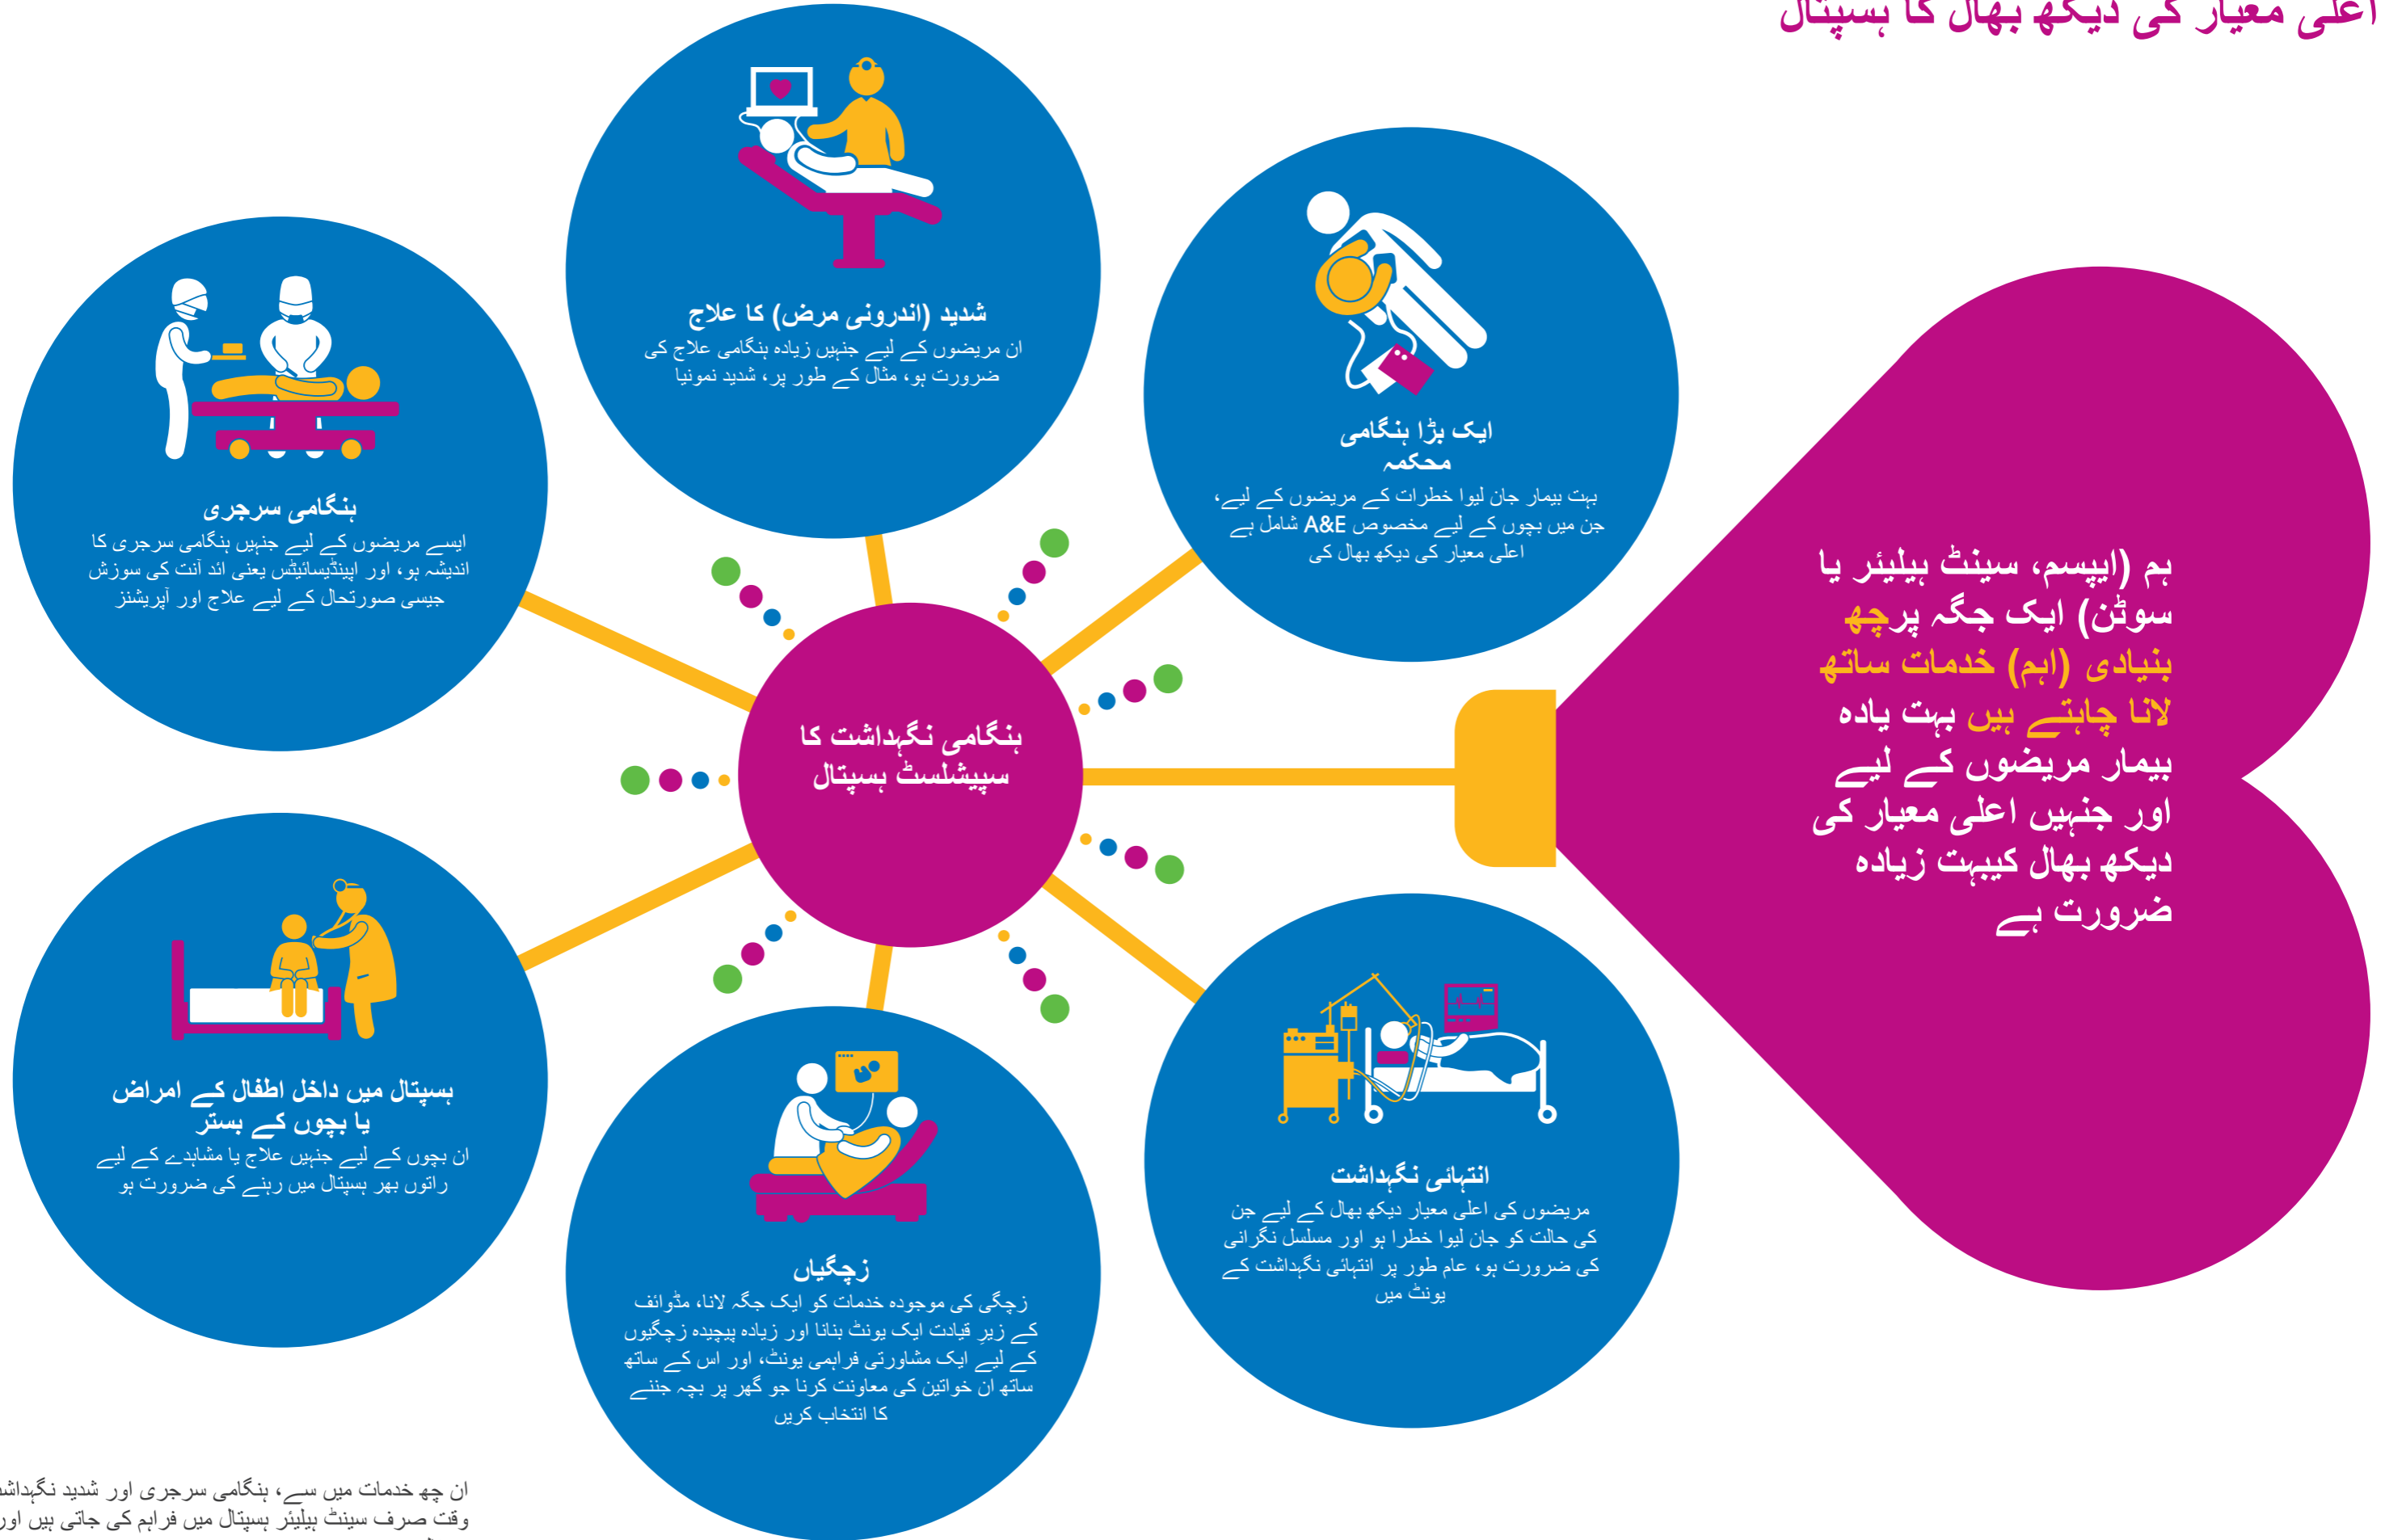 اعلی معیار کی دیکھ بھال کا ہسپتال
شدید (اندرونی مرض) کا علاج
ان مریضوں کے لیے جنہیں زیادہ ہنگامی علاج کی
ضرورت ہو، مثال کے طور پر، شدید نمونیا
ایک بڑا ہنگامی
محکمہ
بہت بیمار جان لیوا خطرات کے مریضوں کے لیے،
جن میں بچوں کے لیے مخصوص A&E شامل ہے
اعلی معیار کی دیکھ بھال کی
ہنگامی سرجری
ایسے مریضوں کے لیے جنہیں ہنگامی سرجری کا
اندیشہ ہو، اور اپینڈیسائیٹس یعنی ائد آنت کی سوزش
جیسی صورتحال کے لیے علاج اور آپریشنز
ہم (ایپسم، سینٹ ہیلیئر یا
سوٹن) ایک جگہ پر چھ
بنیادی (اہم) خدمات ساتھ
لانا چاہتے ہیں بہت یادہ
بیمار مریضوں کے لیے
اور جنہیں اعلی معیار کی
دیکھ بھال کیبہت زیادہ
ضرورت ہے
ہنگامی نگہداشت کا
سپیشلسٹ ہسپتال
ہسپتال میں داخل اطفال کے امراض
یا بچوں کے بستر
ان بچوں کے لیے جنہیں علاج یا مشاہدے کے لیے
راتوں بھر ہسپتال میں رہنے کی ضرورت ہو
انتہائی نگہداشت
مریضوں کی اعلی معیار دیکھ بھال کے لیے جن
کی حالت کو جان لیوا خطرا ہو اور مسلسل نگرانی
کی ضرورت ہو، عام طور پر انتہائی نگہداشت کے
یونٹ میں
زچگیاں
زچگی کی موجودہ خدمات کو ایک جگہ لانا، مڈوائف
کے زیرِ قیادت ایک یونٹ بنانا اور زیادہ پیچیدہ زچگیوں
کے لیے ایک مشاورتی فراہمی یونٹ، اور اس کے ساتھ
ساتھ ان خواتین کی معاونت کرنا جو گھر پر بچہ جننے
کا انتخاب کریں
ان چھ خدمات میں سے، ہنگامی سرجری اور شدید
وقت صرف سینٹ ہیلیئر ہسپتال میں فراہم کی جاتی ہیں اور